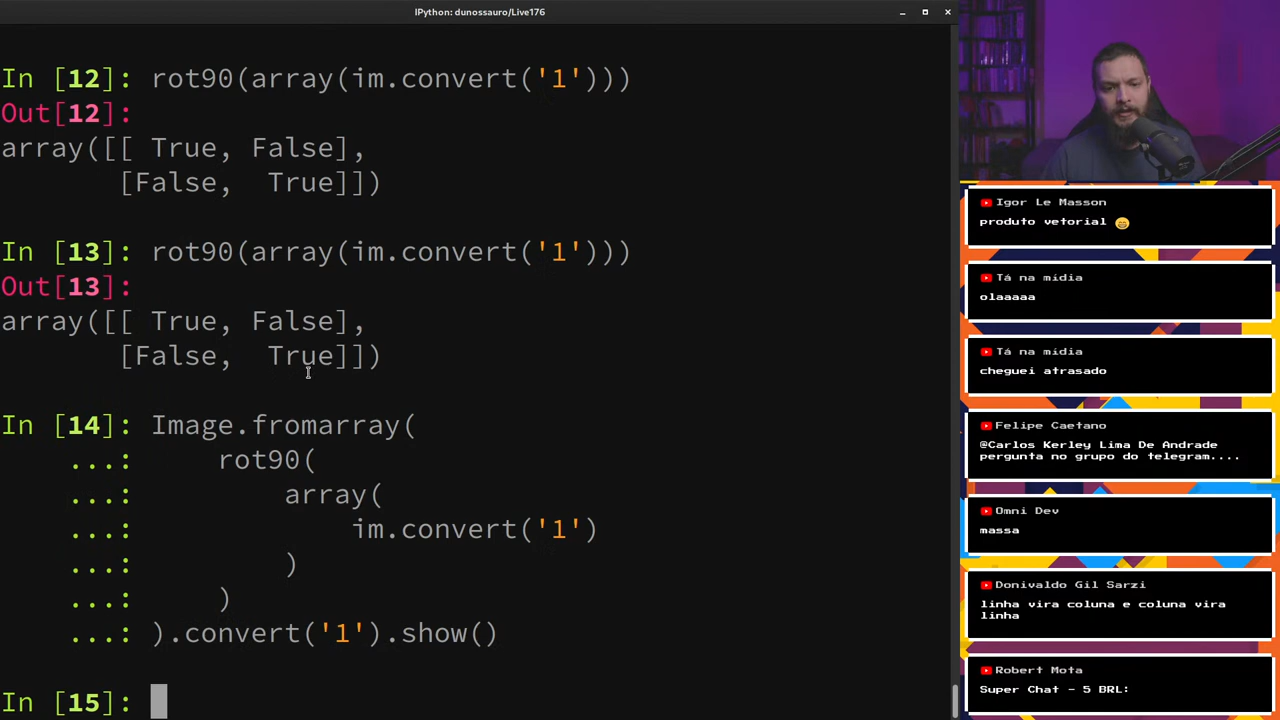 IPython: dunossauro/Live176
In [12]: rot90(array(im.convert('1')))
Out[12]:
array([[ True, False],
       [False,  True]])
In [13]: rot90(array(im.convert('1')))
Out[13]:
array([[ True, False],
       [False,  True]])
In [14]: Image.fromarray(
    ...:     rot90(
    ...:         array(
    ...:             im.convert('1')
    ...:         )
    ...:     )
    ...: ).convert('1').show()
In [15]:
Igor Le Masson
produto vetorial 😄
Tá na mídia
olaaaaa
Tá na mídia
cheguei atrasado
Felipe Caetano
@Carlos Kerley Lima De Andrade
pergunta no grupo do telegram....
Omni Dev
massa
Donivaldo Gil Sarzi
linha vira coluna e coluna vira
linha
Robert Mota
Super Chat - 5 BRL: